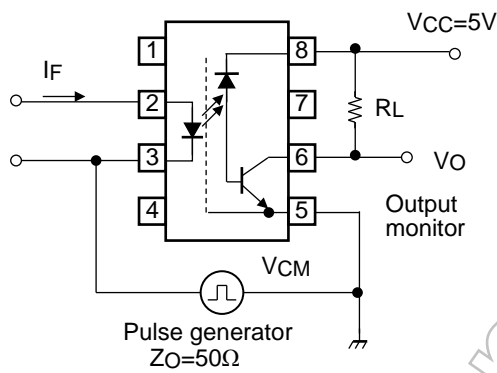 VCC=5V
IF
1
8
2
7
RL
3
6
VO
4
5
Output
monitor
VCM
Pulse generator
ZO=50Ω